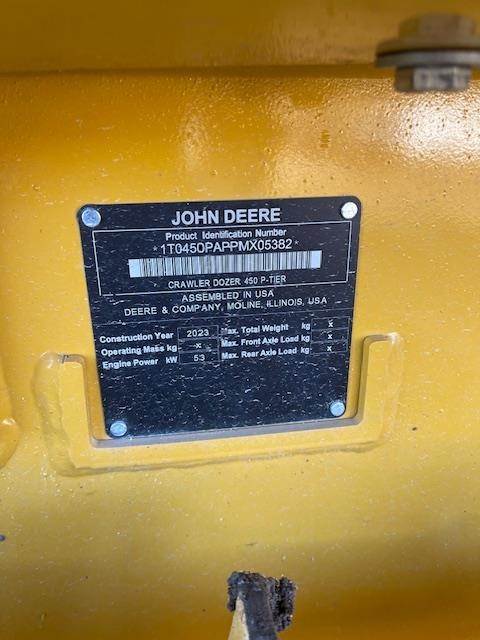 JOHN DEERE
Product Identification Number
*1T0450PAPPMX05382*
CRAWLER DOZER 450 P-TIER
ASSEMBLED IN USA
DEERE & COMPANY, MOLINE, ILLINOIS, USA
Construction Year 2023 Max. Total Weight kg x
Operating Mass kg x Max. Front Axle Load kg x
Engine Power kW 53 Max. Rear Axle Load kg x